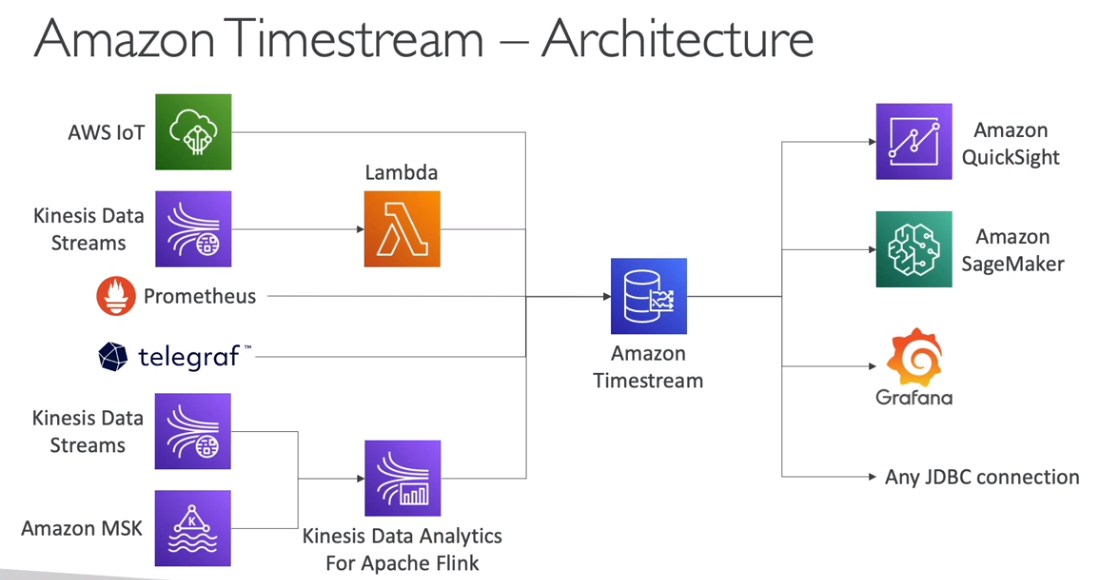 Amazon Timestream – Architecture
AWS IoT
Lambda
Kinesis Data
Streams
Prometheus
telegraf™
Kinesis Data
Streams
Amazon MSK
K
Kinesis Data Analytics
For Apache Flink
Amazon
Timestream
Amazon
QuickSight
Amazon
SageMaker
Grafana
Any JDBC connection